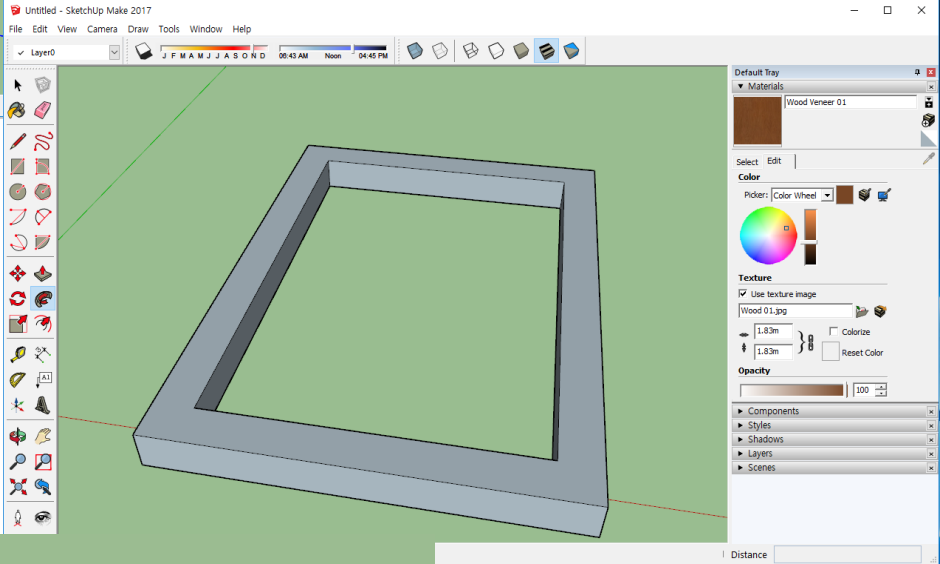 Untitled - SketchUp Make 2017
File Edit View Camera Draw Tools Window Help
Layer0
J F M A M J J A S O N D
06:43 AM Noon 04:45 PM
Default Tray
Materials
Wood Veneer 01
Select Edit
Color
Picker: Color Wheel
Texture
Use texture image
Wood 01.jpg
1.83m
Colorize
1.83m
Reset Color
Opacity
100
Components
Styles
Shadows
Layers
Scenes
A1
Distance